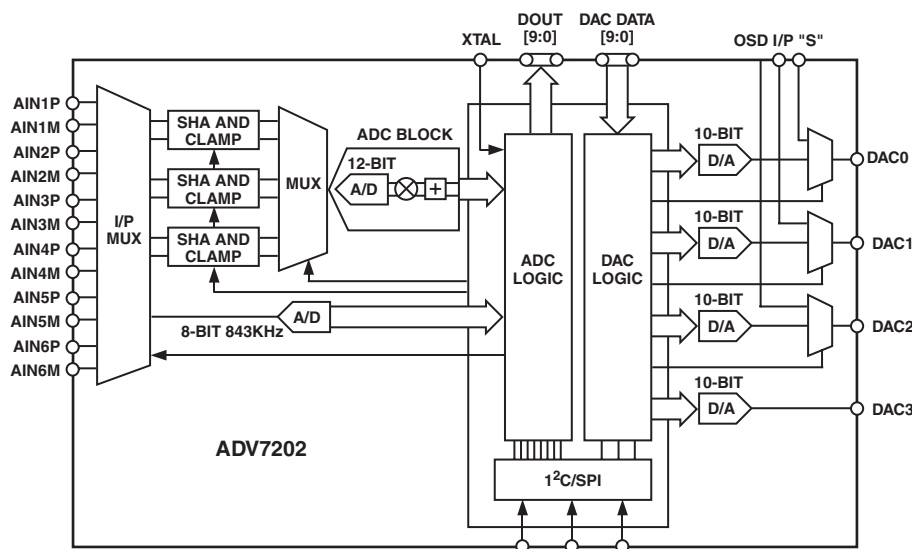 XTAL
DOUT
[9:0]
DAC DATA
[9:0]
OSD I/P "S"
AIN1P
AIN1M
AIN2P
AIN2M
AIN3P
AIN3M
AIN4P
AIN4M
AIN5P
AIN5M
AIN6P
AIN6M
I/P
MUX
SHA AND
CLAMP
SHA AND
CLAMP
SHA AND
CLAMP
MUX
ADC BLOCK
12-BIT
A/D
+
A/D
8-BIT 843KHz
ADC
LOGIC
DAC
LOGIC
10-BIT
D/A
DAC0
10-BIT
D/A
DAC1
10-BIT
D/A
DAC2
10-BIT
D/A
DAC3
ADV7202
1²C/SPI